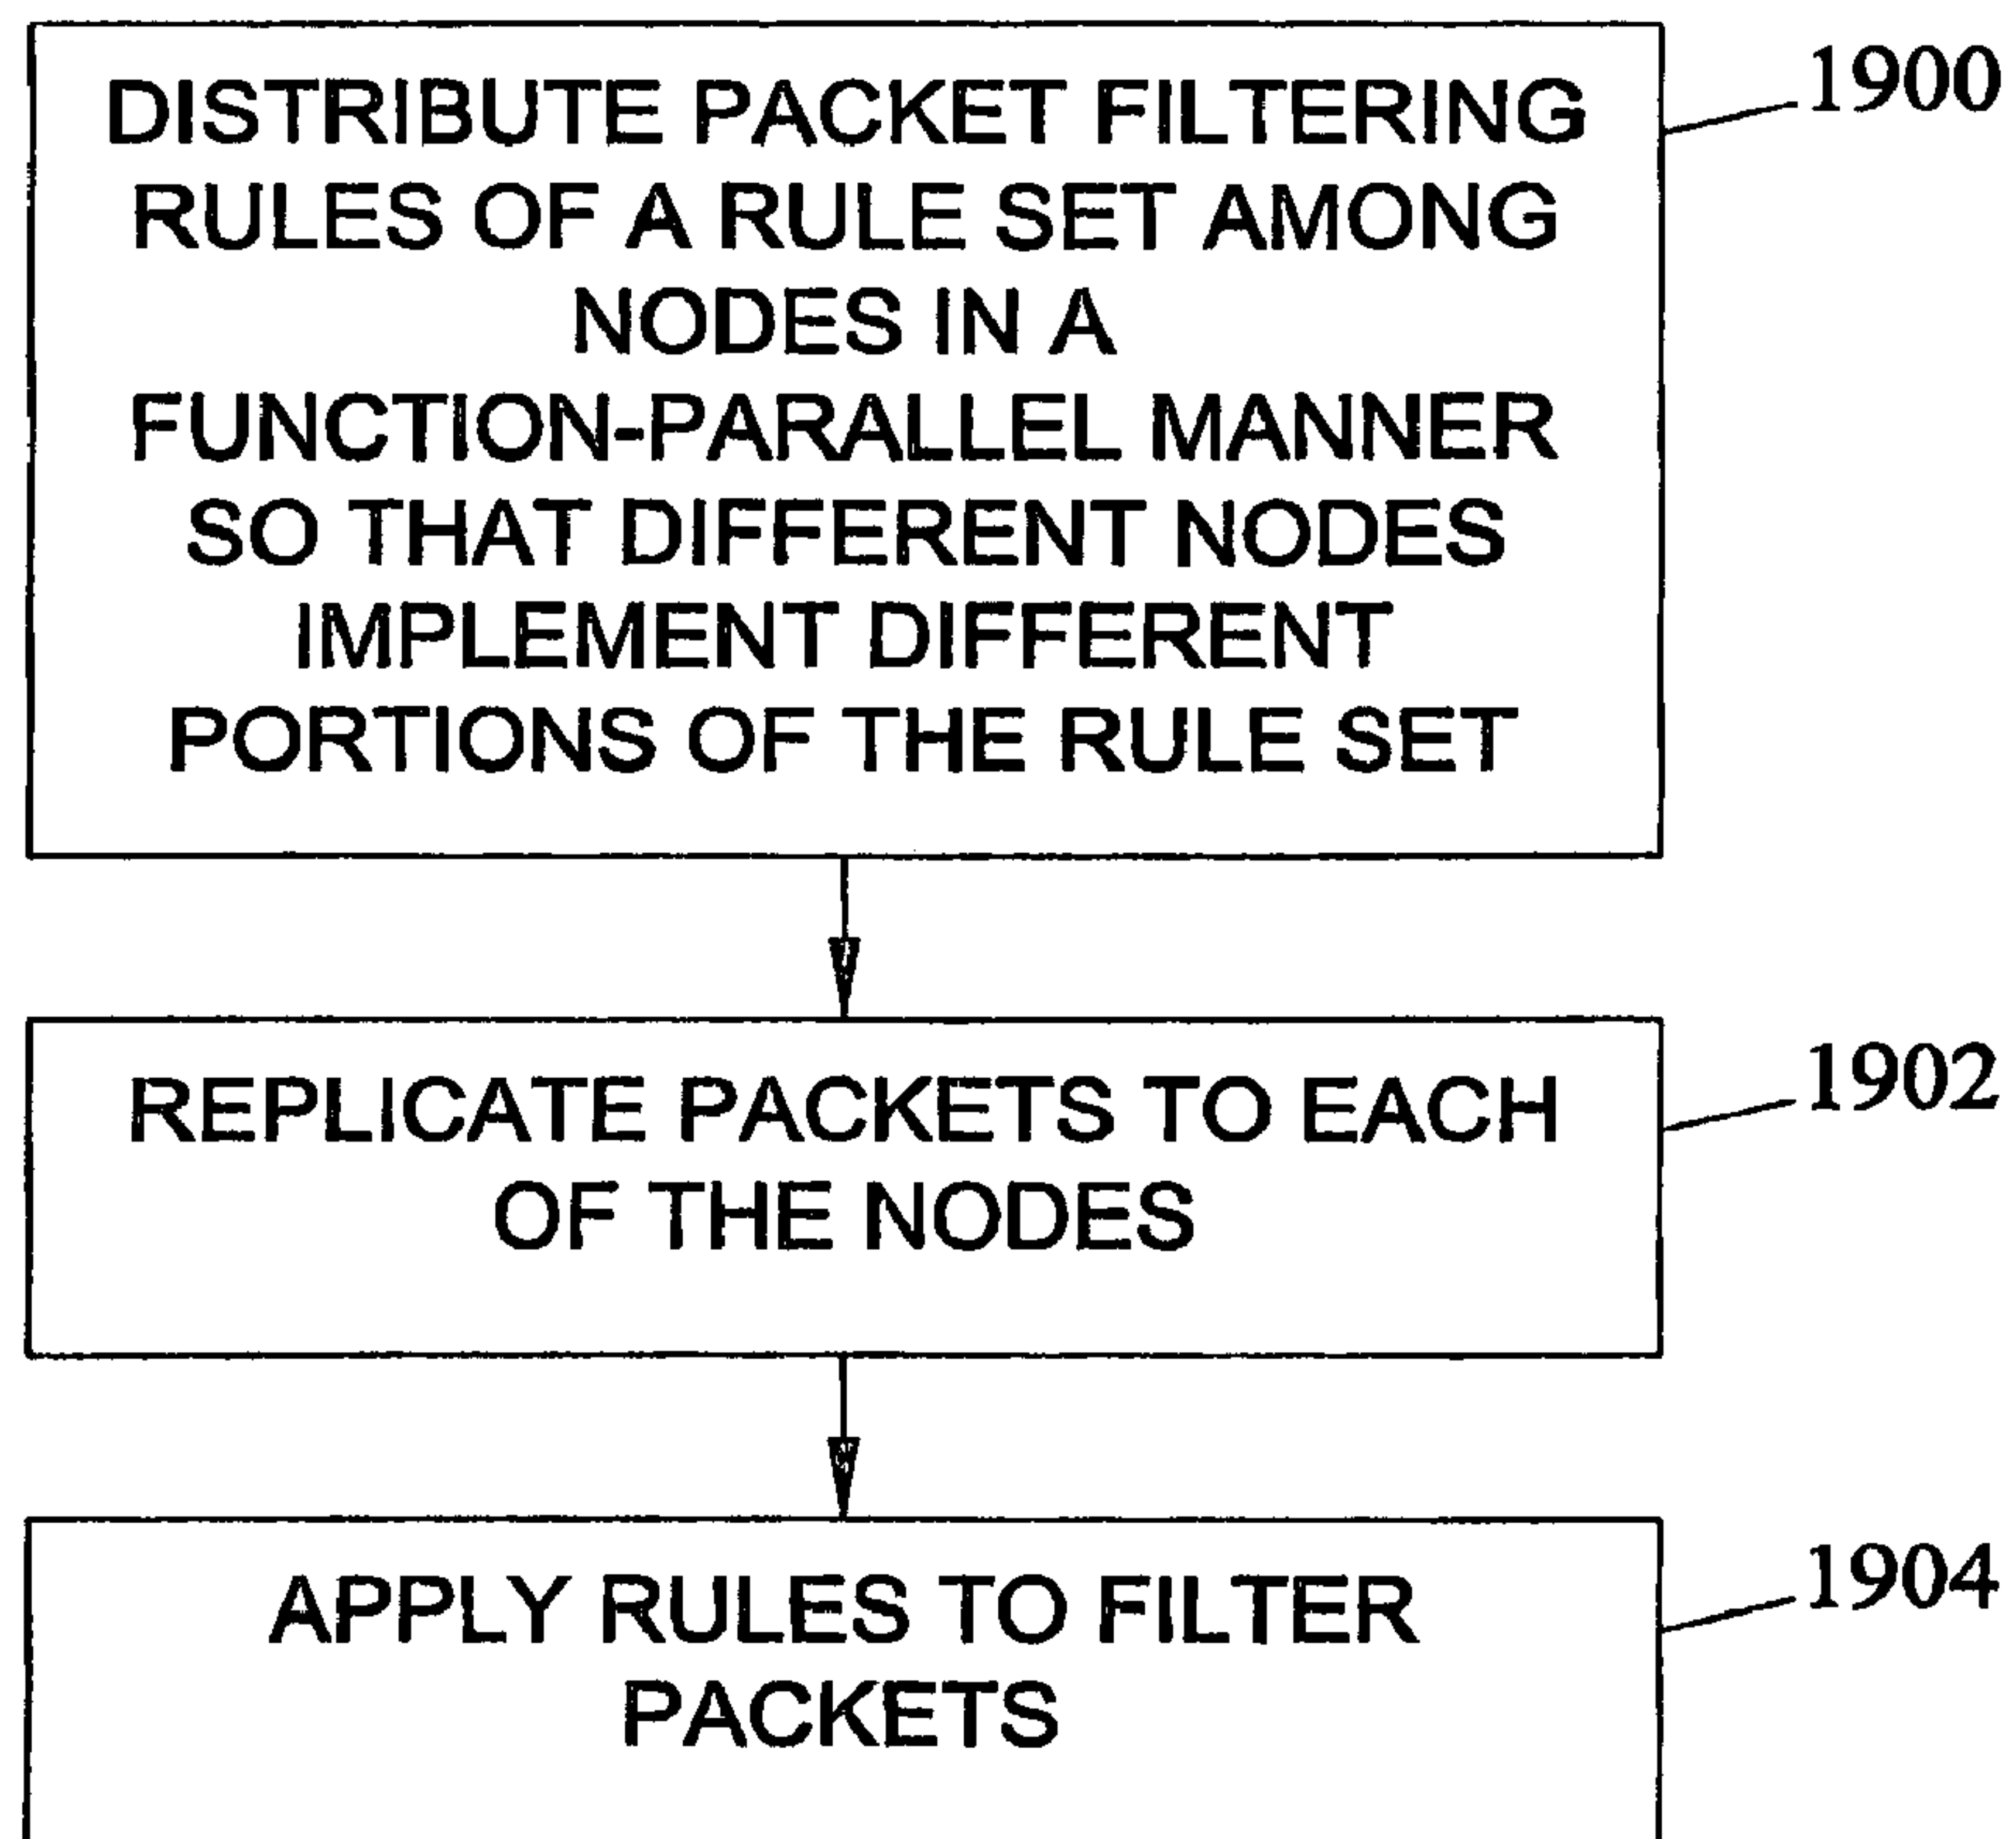 DISTRIBUTE PACKET FILTERING
RULES OF A RULE SET AMONG
NODES IN A
FUNCTION-PARALLEL MANNER
SO THAT DIFFERENT NODES
IMPLEMENT DIFFERENT
PORTIONS OF THE RULE SET
1900
REPLICATE PACKETS TO EACH
OF THE NODES
1902
APPLY RULES TO FILTER
PACKETS
1904